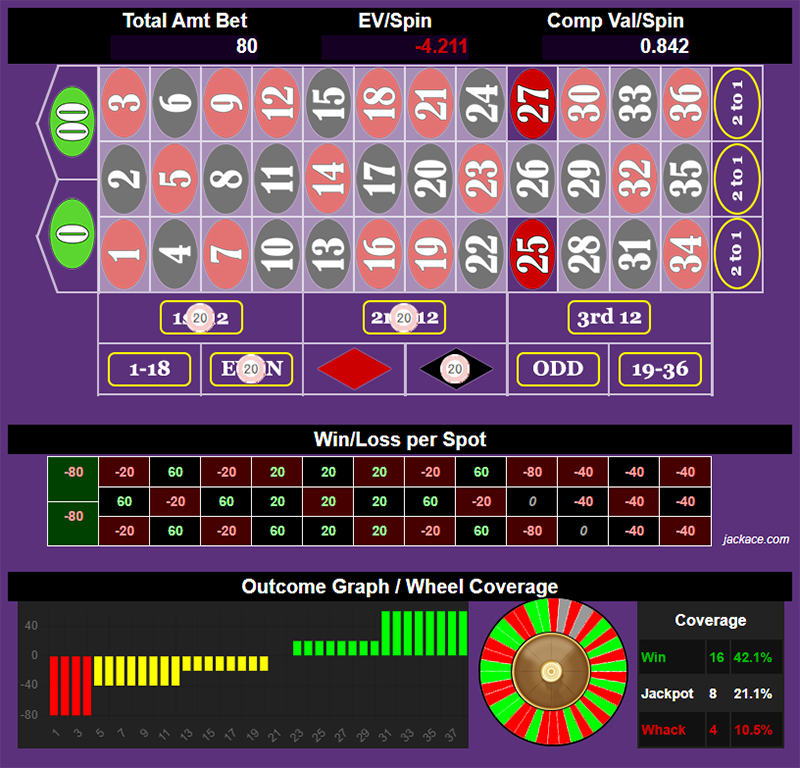 Total Amt Bet EV/Spin Comp Val/Spin
80 -4.211 0.842
00 3 6 9 12 15 18 21 24 27 30 33 36 2 to 1
2 5 8 11 14 17 20 23 26 29 32 35 2 to 1
0 1 4 7 10 13 16 19 22 25 28 31 34 2 to 1
20 20 3rd 12
1-18 20 20 ODD 19-36
Win/Loss per Spot
-80 -20 60 -20 20 20 20 -20 60 -80 -40 -40 -40
60 -20 60 20 20 20 60 -20 0 -40 -40 -40
-80 -20 60 -20 60 20 20 -20 60 -80 0 -40 -40
jackace.com
Outcome Graph / Wheel Coverage
40
0
-40
-80
1 3 5 7 9 11 13 15 17 19 21 23 25 27 29 31 33 35 37
Coverage
Win 16 42.1%
Jackpot 8 21.1%
Whack 4 10.5%